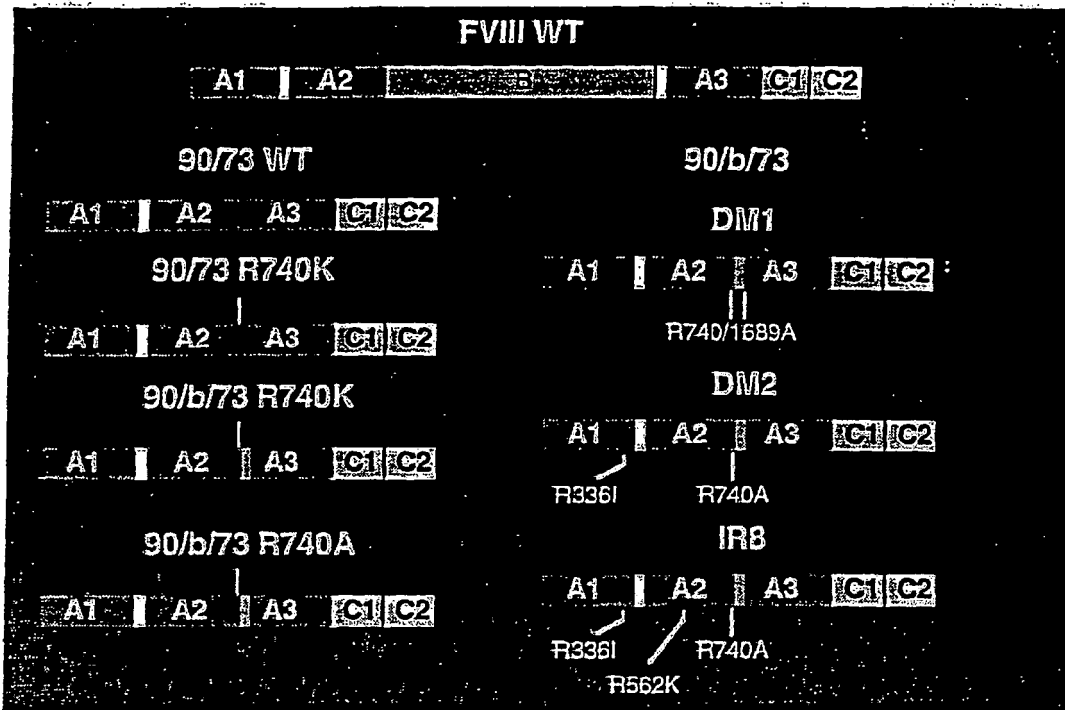 FVIII WT
A1 A2 B A3 C1 C2
90/73 WT
A1 A2 A3 C1 C2
90/73 R740K
A1 A2 A3 C1 C2
90/b/73 R740K
A1 A2 A3 C1 C2
90/b/73 R740A
A1 A2 A3 C1 C2
90/b/73
DM1
A1 A2 A3 C1 C2
R740/1689A
DM2
A1 A2 A3 C1 C2
R336I R740A
IR8
A1 A2 A3 C1 C2
R336I R740A
R562K